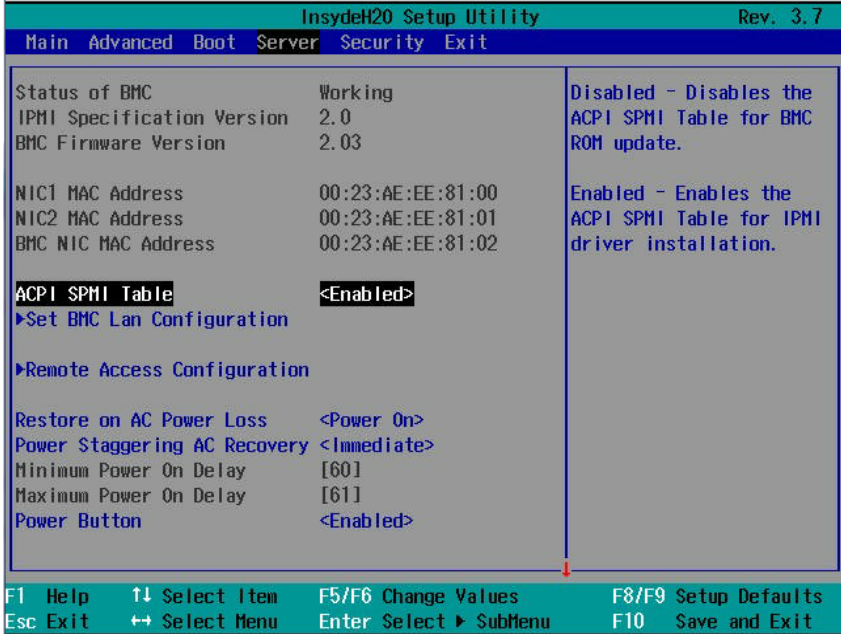 InsydeH20 Setup Utility Rev. 3.7
Main Advanced Boot Server Security Exit
Status of BMC Working
IPMI Specification Version 2.0
BMC Firmware Version 2.03
NIC1 MAC Address 00:23:AE:EE:81:00
NIC2 MAC Address 00:23:AE:EE:81:01
BMC NIC MAC Address 00:23:AE:EE:81:02
ACPI SPMI Table <Enabled>
▶Set BMC Lan Configuration
▶Remote Access Configuration
Restore on AC Power Loss <Power On>
Power Staggering AC Recovery <Immediate>
Minimum Power On Delay [60]
Maximum Power On Delay [61]
Power Button <Enabled>
Disabled - Disables the
ACPI SPMI Table for BMC
ROM update.
Enabled - Enables the
ACPI SPMI Table for IPMI
driver installation.
F1 Help ↑↓ Select Item F5/F6 Change Values F8/F9 Setup Defaults
Esc Exit ↔ Select Menu Enter Select ▶ SubMenu F10 Save and Exit